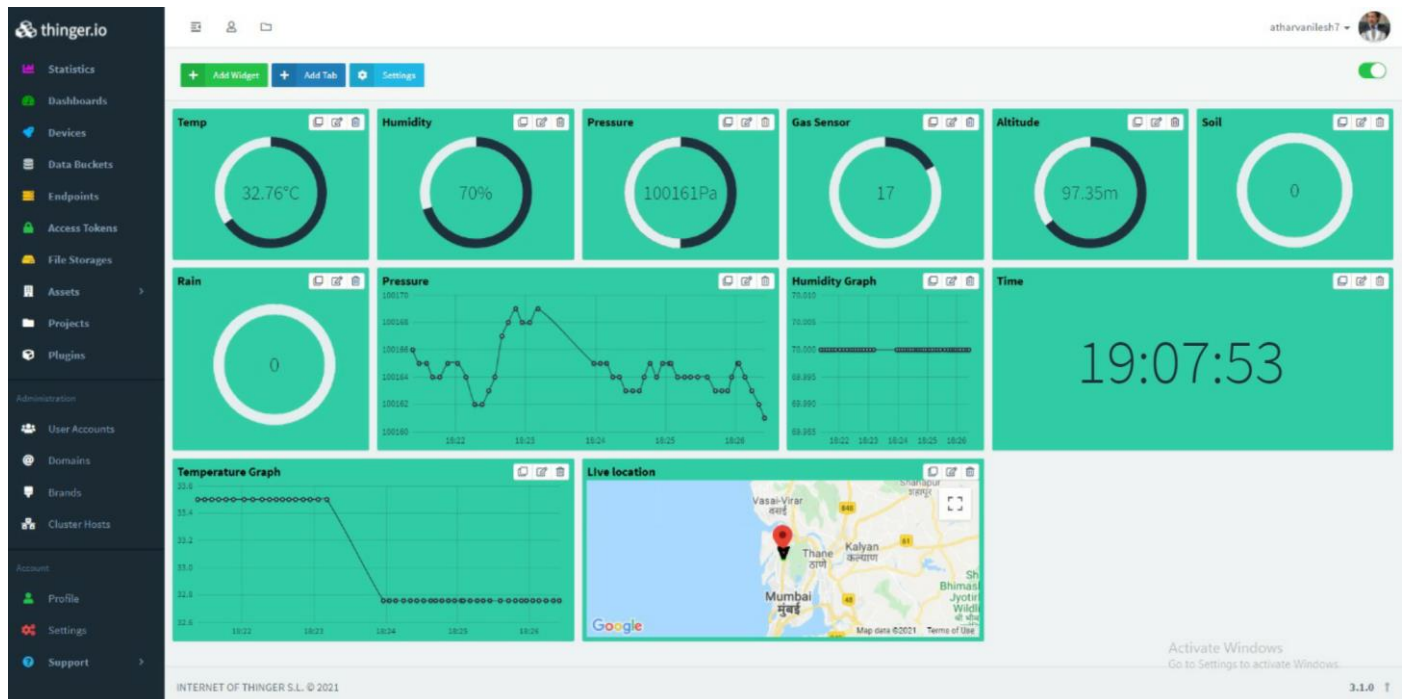 thinger.io
atharvanilesh7
Statistics
Dashboards
Devices
Data Buckets
Endpoints
Access Tokens
File Storages
Assets
Projects
Plugins
Administration
User Accounts
Domains
Brands
Cluster Hosts
Account
Profile
Settings
Support
Add Widget
Add Tab
Settings
Temp
32.76°C
Humidity
70%
Pressure
100161Pa
Gas Sensor
17
Altitude
97.35m
Soil
0
Rain
0
Pressure
100170
100168
100166
100164
100162
100160
18:22 18:23 18:24 18:25 18:26
Humidity Graph
70.010
70.005
70.000
69.995
69.990
69.985
18:22 18:23 18:24 18:25 18:26
Time
19:07:53
Temperature Graph
33.6
33.4
33.2
33.0
32.8
32.6
18:22 18:23 18:24 18:25 18:26
Live location
Shahapur
शहापूर
Vasai-Virar
वसई
848
61
Thane
ठाणे
Kalyan
कल्याण
Mumbai
मुंबई
48
Bhimas
Jyotir
Wildli
Google
Map data ©2021 Terms of Use
Activate Windows
Go to Settings to activate Windows.
INTERNET OF THINGER S.L. © 2021
3.1.0